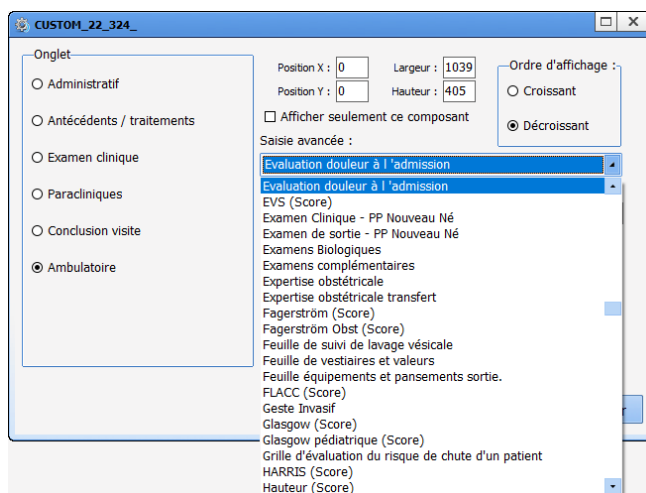 CUSTOM_22_324_
Onglet
Administratif
Antécédents / traitements
Examen clinique
Paracliniques
Conclusion visite
Ambulatoire
Position X : 0 Largeur : 1039
Position Y : 0 Hauteur : 405
Afficher seulement ce composant
Ordre d'affichage :
Croissant
Décroissant
Saisie avancée :
Evaluation douleur à l 'admission
Evaluation douleur à l 'admission
EVS (Score)
Examen Clinique - PP Nouveau Né
Examen de sortie - PP Nouveau Né
Examens Biologiques
Examens complémentaires
Expertise obstétricale
Expertise obstétricale transfert
Fagerström (Score)
Fagerström Obst (Score)
Feuille de suivi de lavage vésicale
Feuille de vestiaires et valeurs
Feuille équipements et pansements sortie.
FLACC (Score)
Geste Invasif
Glasgow (Score)
Glasgow pédiatrique (Score)
Grille d'évaluation du risque de chute d'un patient
HARRIS (Score)
Hauteur (Score)